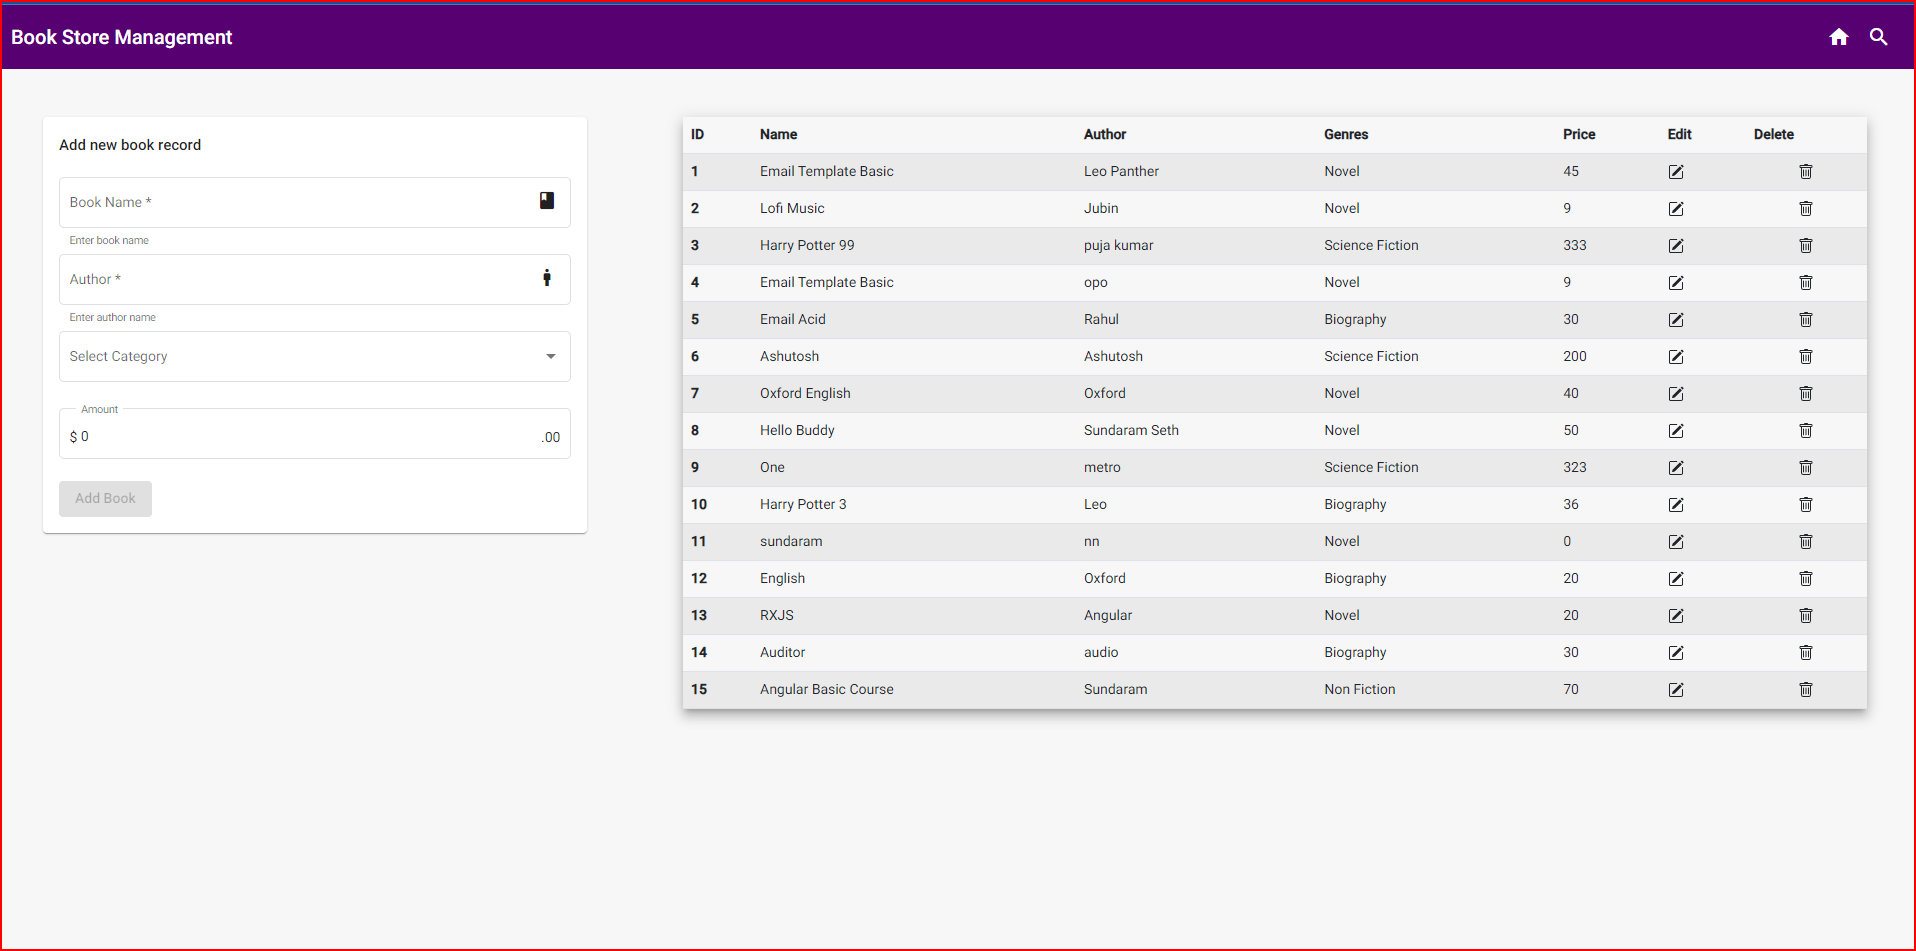 Book Store Management
Add new book record
Book Name *
Enter book name
Author *
Enter author name
Select Category
Amount
$ 0 .00
Add Book
ID Name Author Genres Price Edit Delete
1 Email Template Basic Leo Panther Novel 45
2 Lofi Music Jubin Novel 9
3 Harry Potter 99 puja kumar Science Fiction 333
4 Email Template Basic opo Novel 9
5 Email Acid Rahul Biography 30
6 Ashutosh Ashutosh Science Fiction 200
7 Oxford English Oxford Novel 40
8 Hello Buddy Sundaram Seth Novel 50
9 One metro Science Fiction 323
10 Harry Potter 3 Leo Biography 36
11 sundaram nn Novel 0
12 English Oxford Biography 20
13 RXJS Angular Novel 20
14 Auditor audio Biography 30
15 Angular Basic Course Sundaram Non Fiction 70